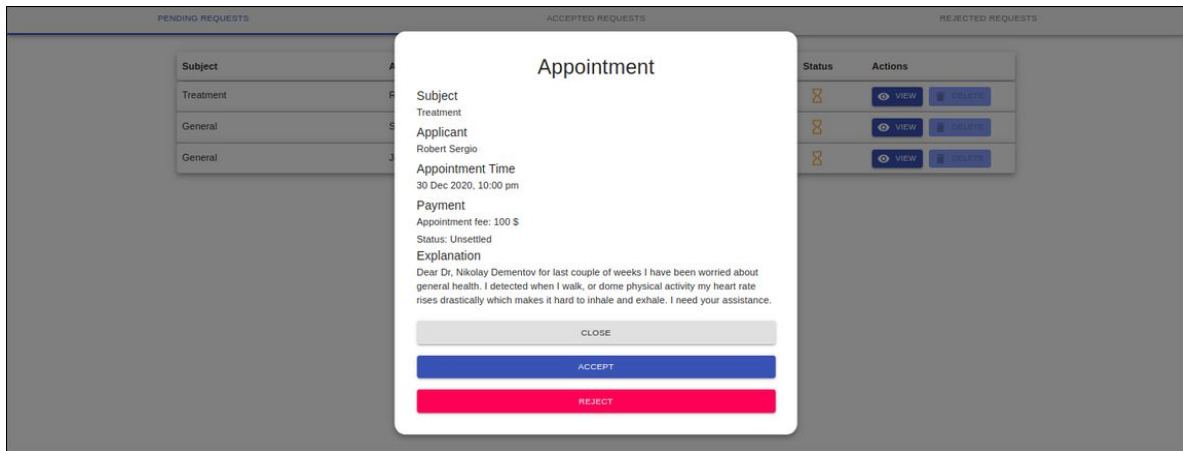 PENDING REQUESTS
ACCEPTED REQUESTS
REJECTED REQUESTS
Subject
A
Status
Actions
Treatment
R
VIEW
DELETE
General
S
VIEW
DELETE
General
J
VIEW
DELETE
Appointment
Subject
Treatment
Applicant
Robert Sergio
Appointment Time
30 Dec 2020, 10:00 pm
Payment
Appointment fee: 100 $
Status: Unsettled
Explanation
Dear Dr, Nikolay Dementov for last couple of weeks I have been worried about
general health. I detected when I walk, or dome physical activity my heart rate
rises drastically which makes it hard to inhale and exhale. I need your assistance.
CLOSE
ACCEPT
REJECT